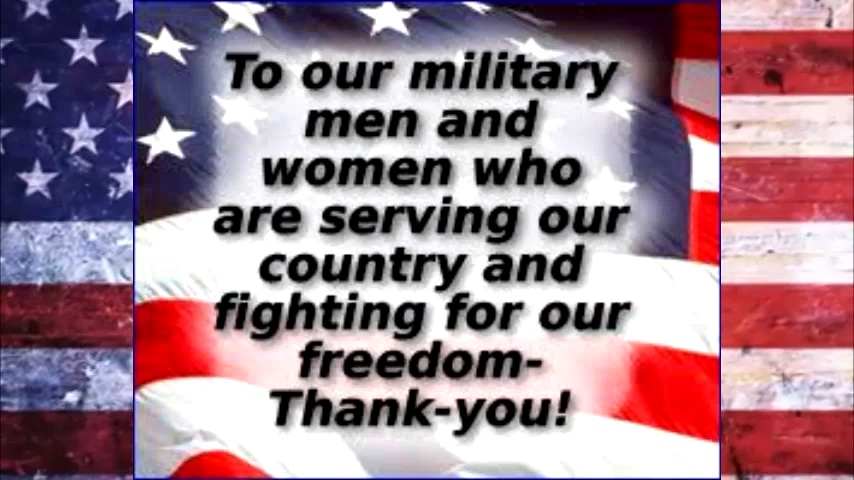 To our military
men and
women who
are serving our
country and
fighting for our
freedom-
Thank-you!